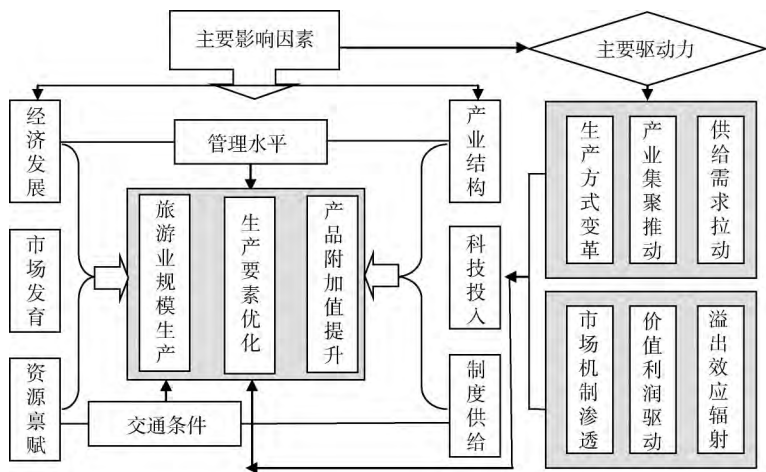 主要影响因素
主要驱动力
经济发展
管理水平
产业结构
市场发育
旅游业规模生产
生产要素优化
产品附加值提升
科技投入
资源禀赋
交通条件
制度供给
生产方式变革
产业集聚推动
供给需求拉动
市场机制渗透
价值利润驱动
溢出效应辐射